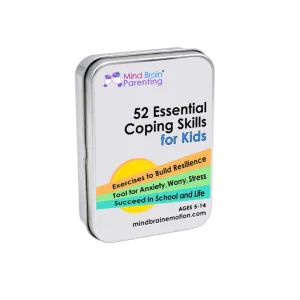 Mind Brain
Parenting
52 Essential
Coping Skills
for Kids
Exercises to Build Resilience
Tool for Anxiety, Worry, Stress
Succeed in School and Life
mindbrainemotion.com
AGES 5-14